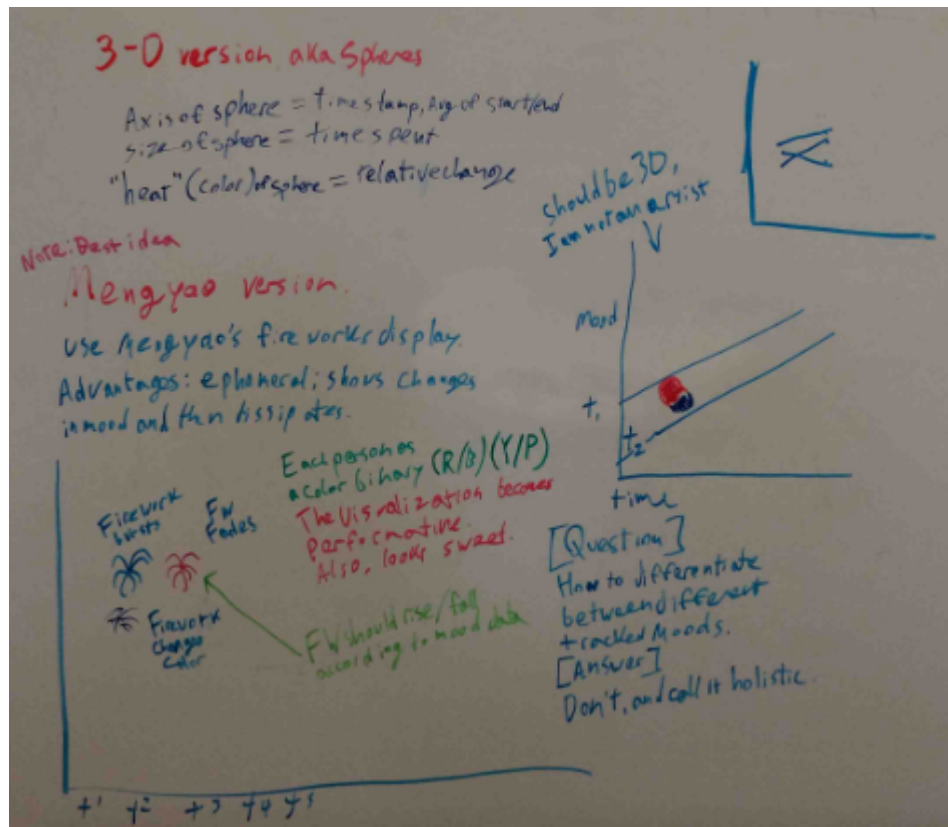 3-D version aka Spheres
Axis of sphere = timestamp, Avg of start/end
size of sphere = time spent
"heat" (color) of sphere = relative change
Note: Best idea
Mengyao version.
use Mengyao's fireworks display.
Advantages: ephemeral; shows changes
in mood and then dissipates.
should be 3D,
I am not an artist
Mood
t1
t2
time
Each person as
a color binary (R/B) (Y/P)
The Visualization becomes
performative.
Also, looks sweet.
Firework
bursts
FW
Fades
Firework
changes
color
FW should rise/fall
according to mood data
[Question]
How to differentiate
between different
tracked Moods.
[Answer]
Don't, and call it holistic.
t1 t2 t3 t4 t5